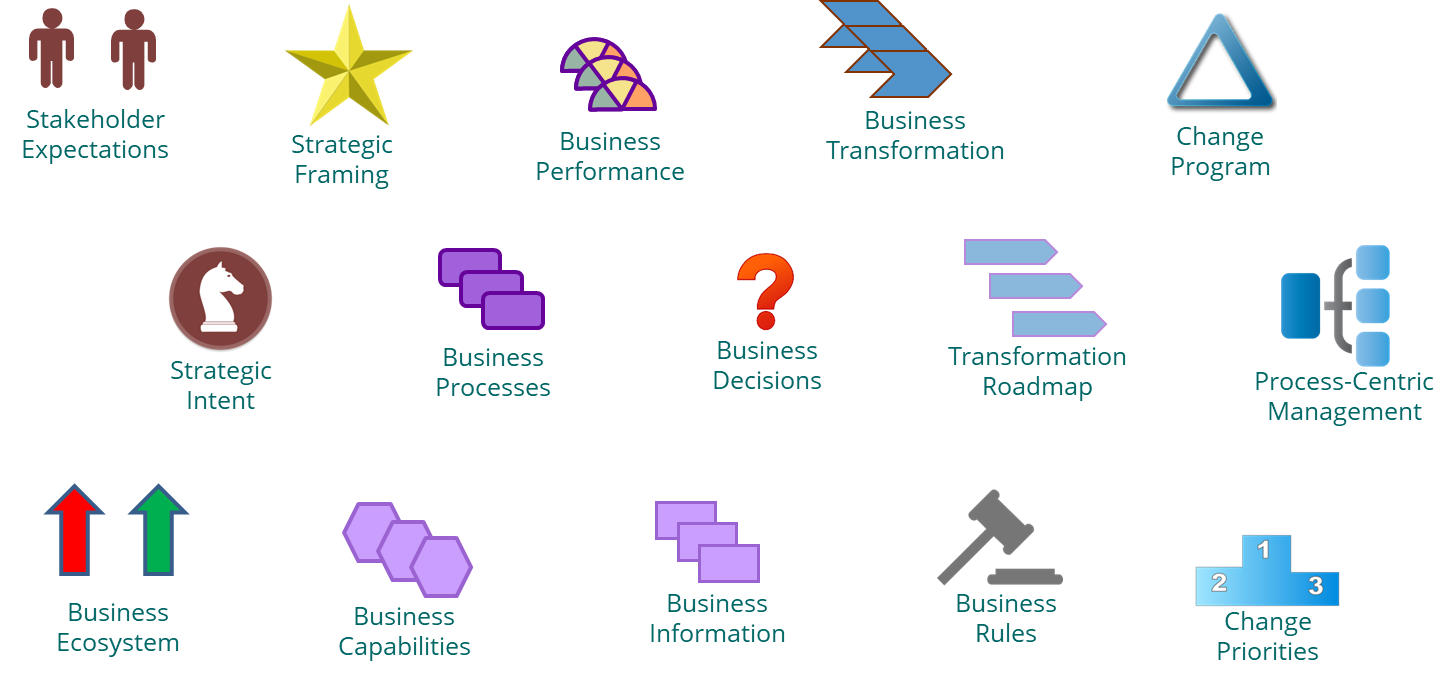 Stakeholder
Expectations
Strategic
Framing
Business
Performance
Business
Transformation
Change
Program
Strategic
Intent
Business
Processes
Business
Decisions
Transformation
Roadmap
Process-Centric
Management
Business
Ecosystem
Business
Capabilities
Business
Information
Business
Rules
1
2
3
Change
Priorities